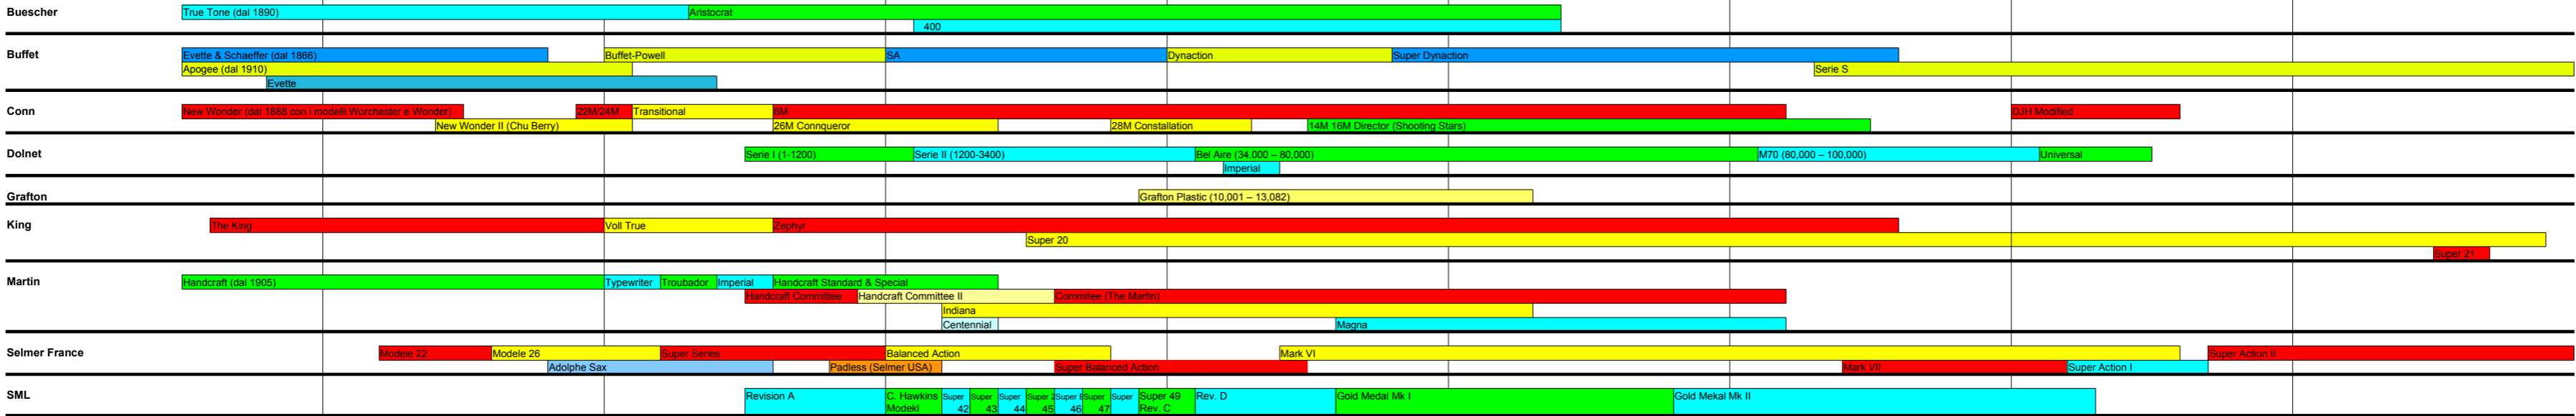 Buescher
True Tone (dal 1890)
Aristocrat
400
Buffet
Evette & Schaeffer (dal 1866)
Buffet-Powell
SA
Dynaction
Super Dynaction
Apogee (dal 1910)
Serie S
Evette
Conn
New Wonder (dal 1888 con i modelli Worchester e Wonder)
22M/24M
Transitional
6M
DJH Modified
New Wonder II (Chu Berry)
26M Connqueror
28M Constallation
14M 16M Director (Shooting Stars)
Dolnet
Serie I (1-1200)
Serie II (1200-3400)
Bel Aire (34,000 – 80,000)
M70 (80,000 – 100,000)
Universal
Imperial
Grafton
Grafton Plastic (10,001 – 13,082)
King
The King
Voll True
Zephyr
Super 20
Super 21
Martin
Handcraft (dal 1905)
Typewriter
Troubador
Imperial
Handcraft Standard & Special
Handcraft Committee
Handcraft Committee II
Commitee (The Martin)
Indiana
Centennial
Magna
Selmer France
Modele 22
Modele 26
Super Series
Balanced Action
Mark VI
Super Action II
Adolphe Sax
Padless (Selmer USA)
Super Balanced Action
Mark VII
Super Action I
SML
Revision A
C. Hawkins
Modekl
Super
42
Super
43
Super
44
Super
45
Super
46
Super
47
Super
Super 49
Rev. C
Rev. D
Gold Medal Mk I
Gold Mekal Mk II